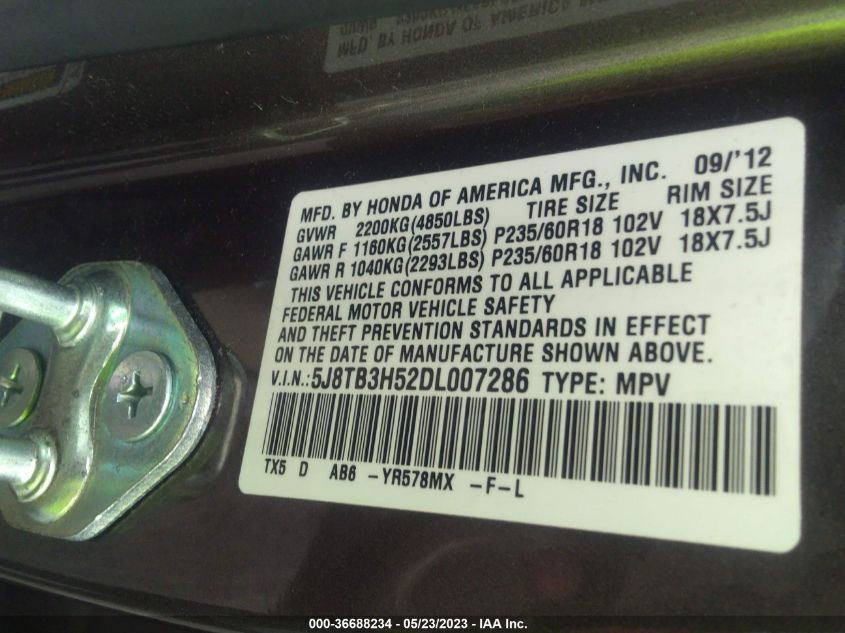 MFD. BY HONDA OF AMERICA MFG., INC. 09/'12
GVWR 2200KG(4850LBS) TIRE SIZE RIM SIZE
GAWR F 1160KG(2557LBS) P235/60R18 102V 18X7.5J
GAWR R 1040KG(2293LBS) P235/60R18 102V 18X7.5J
THIS VEHICLE CONFORMS TO ALL APPLICABLE
FEDERAL MOTOR VEHICLE SAFETY
AND THEFT PREVENTION STANDARDS IN EFFECT
ON THE DATE OF MANUFACTURE SHOWN ABOVE.
V.I.N.:5J8TB3H52DL007286 TYPE: MPV
TX5 D AB6 -YR578MX -F-L
000-36688234 - 05/23/2023 - IAA Inc.